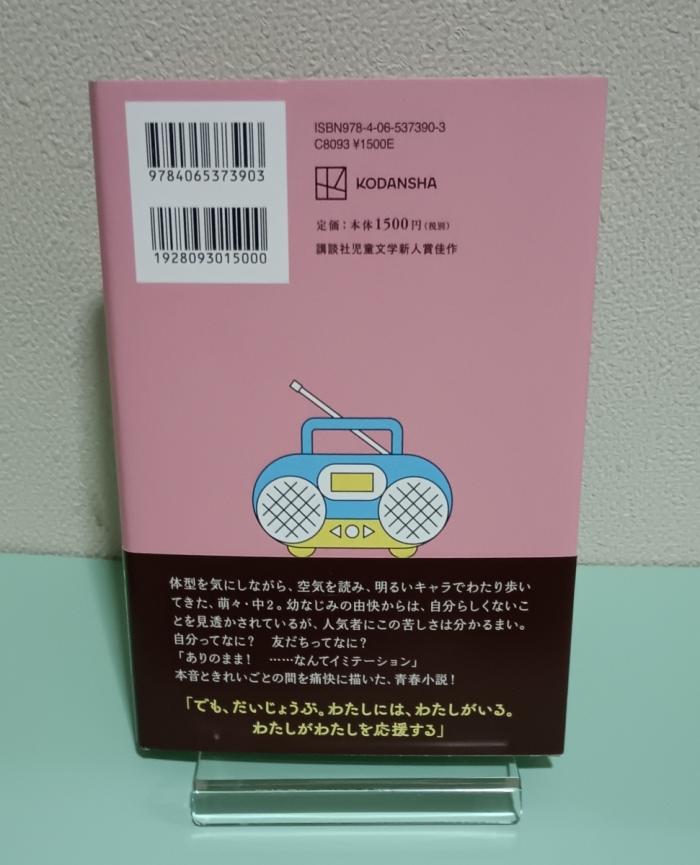 9784065373903
1928093015000
ISBN978-4-06-537390-3
C8093 ¥1500E
KODANSHA
定価：本体1500円（税別）
講談社児童文学新人賞佳作
体型を気にしながら、空気を読み、明るいキャラでわたり歩い
てきた、萌々・中２。幼なじみの由快からは、自分らしくないこ
とを見透かされているが、人気者にこの苦しさは分かるまい。
自分ってなに？　友だちってなに？
「ありのまま！　……なんてイミテーション」
本音ときれいごとの間を痛快に描いた、青春小説！
「でも、だいじょうぶ。わたしには、わたしがいる。
わたしがわたしを応援する」